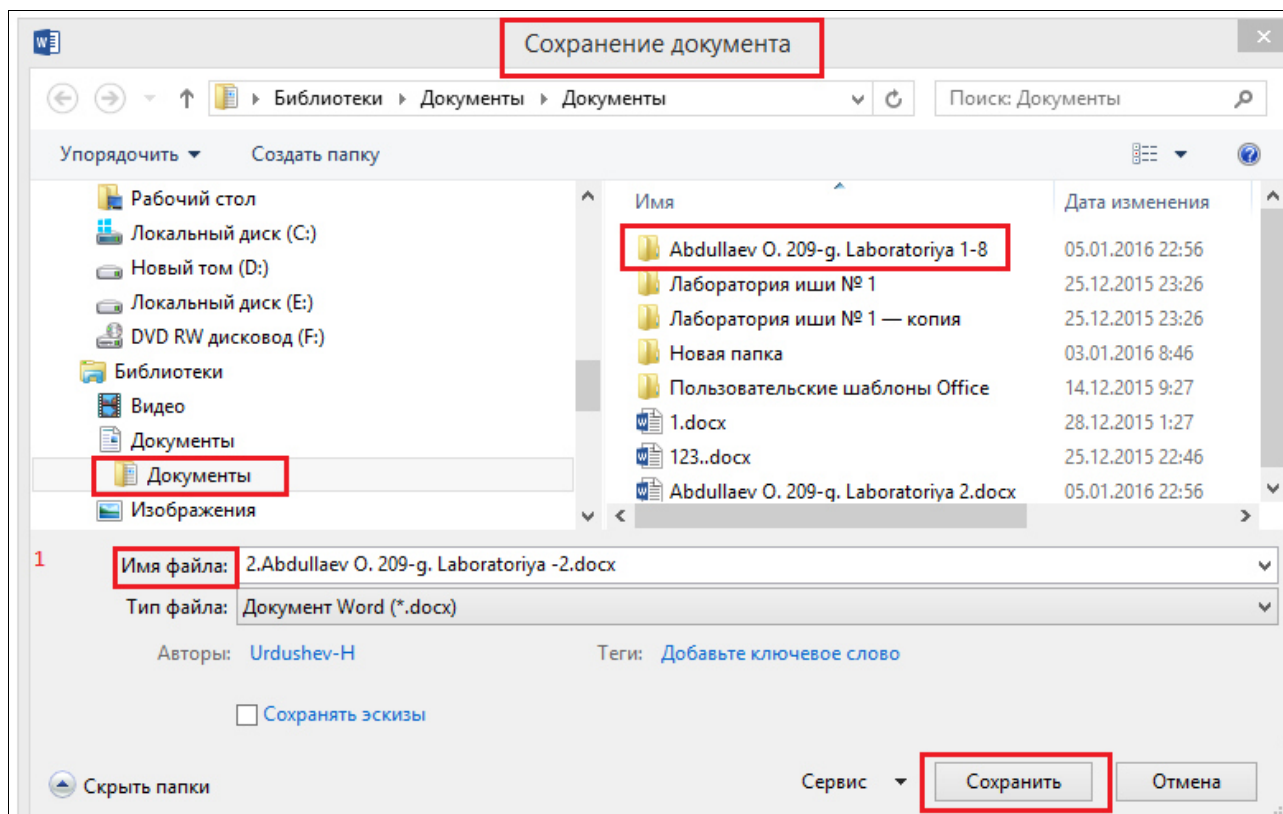 Сохранение документа
Библиотеки Документы Документы
Поиск: Документы
Упорядочить Создать папку
Рабочий стол
Локальный диск (C:)
Новый том (D:)
Локальный диск (E:)
DVD RW дисковод (F:)
Библиотеки
Видео
Документы
Документы
Изображения
Имя Дата изменения
Abdullaev O. 209-g. Laboratoriya 1-8 05.01.2016 22:56
Лаборатория иши № 1 25.12.2015 23:26
Лаборатория иши № 1 — копия 25.12.2015 23:26
Новая папка 03.01.2016 8:46
Пользовательские шаблоны Office 14.12.2015 9:27
1.docx 28.12.2015 1:27
123..docx 25.12.2015 22:46
Abdullaev O. 209-g. Laboratoriya 2.docx 05.01.2016 22:56
1 Имя файла: 2.Abdullaev O. 209-g. Laboratoriya -2.docx
Тип файла: Документ Word (*.docx)
Авторы: Urdushev-H Теги: Добавьте ключевое слово
Сохранять эскизы
Скрыть папки Сервис Сохранить Отмена